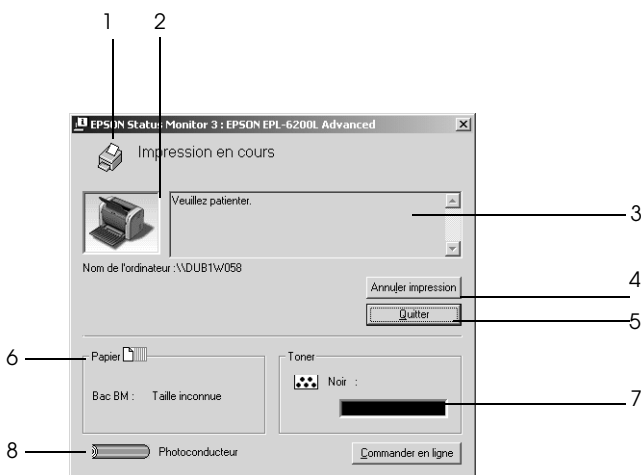 1 2
EPSON Status Monitor 3 : EPSON EPL-6200L Advanced
Impression en cours
Veuillez patienter.
3
Nom de l'ordinateur :\\DUB1W058
Annuler impression
4
Quitter
5
6
Papier
Toner
Noir :
Bac BM : Taille inconnue
7
8
Photoconducteur
Commander en ligne